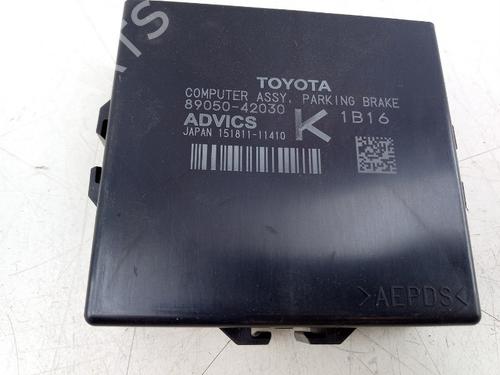 TOYOTA
COMPUTER ASSY, PARKING BRAKE
89050-42030
ADVICS K 1B16
JAPAN 151811-11410
>AEPDS<